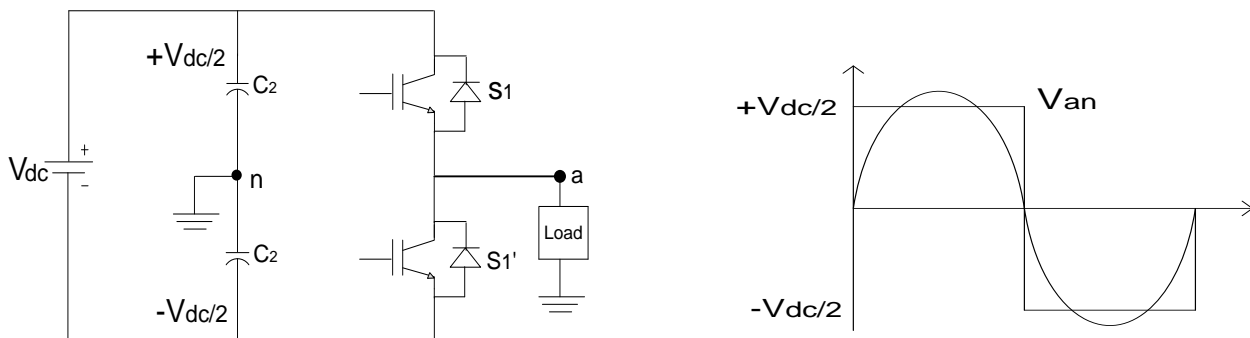 +Vdc/2
C2
S1
Vdc
+
-
n
a
Load
C2
S1'
-Vdc/2
+Vdc/2
Van
-Vdc/2